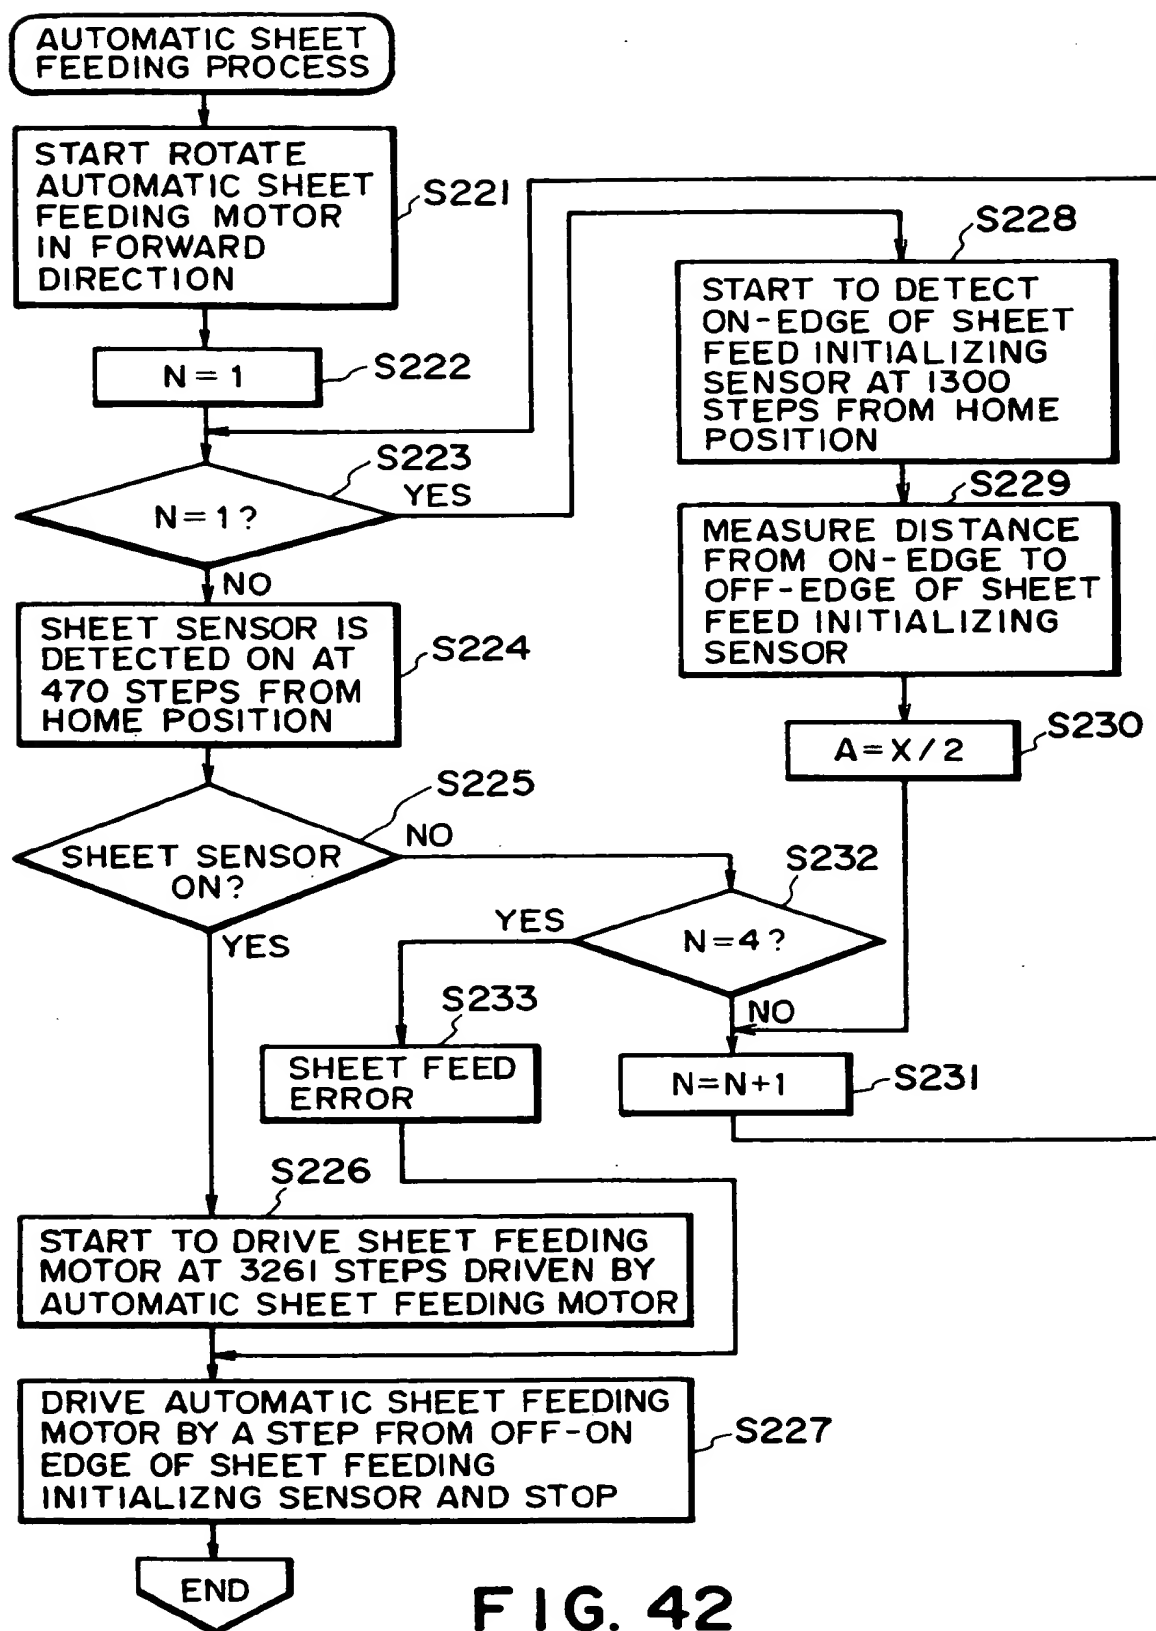 AUTOMATIC SHEET
FEEDING PROCESS
START ROTATE
AUTOMATIC SHEET
FEEDING MOTOR
IN FORWARD
DIRECTION
S221
N=1
S222
N=1?
S223
YES
NO
SHEET SENSOR IS
DETECTED ON AT
470 STEPS FROM
HOME POSITION
S224
SHEET SENSOR
ON?
S225
NO
YES
S228
START TO DETECT
ON-EDGE OF SHEET
FEED INITIALIZING
SENSOR AT 1300
STEPS FROM HOME
POSITION
S229
MEASURE DISTANCE
FROM ON-EDGE TO
OFF-EDGE OF SHEET
FEED INITIALIZING
SENSOR
S230
A=X/2
S232
N=4?
YES
NO
S233
SHEET FEED
ERROR
N=N+1
S231
S226
START TO DRIVE SHEET FEEDING
MOTOR AT 3261 STEPS DRIVEN BY
AUTOMATIC SHEET FEEDING MOTOR
DRIVE AUTOMATIC SHEET FEEDING
MOTOR BY A STEP FROM OFF-ON
EDGE OF SHEET FEEDING
INITIALIZNG SENSOR AND STOP
S227
END
FIG. 42